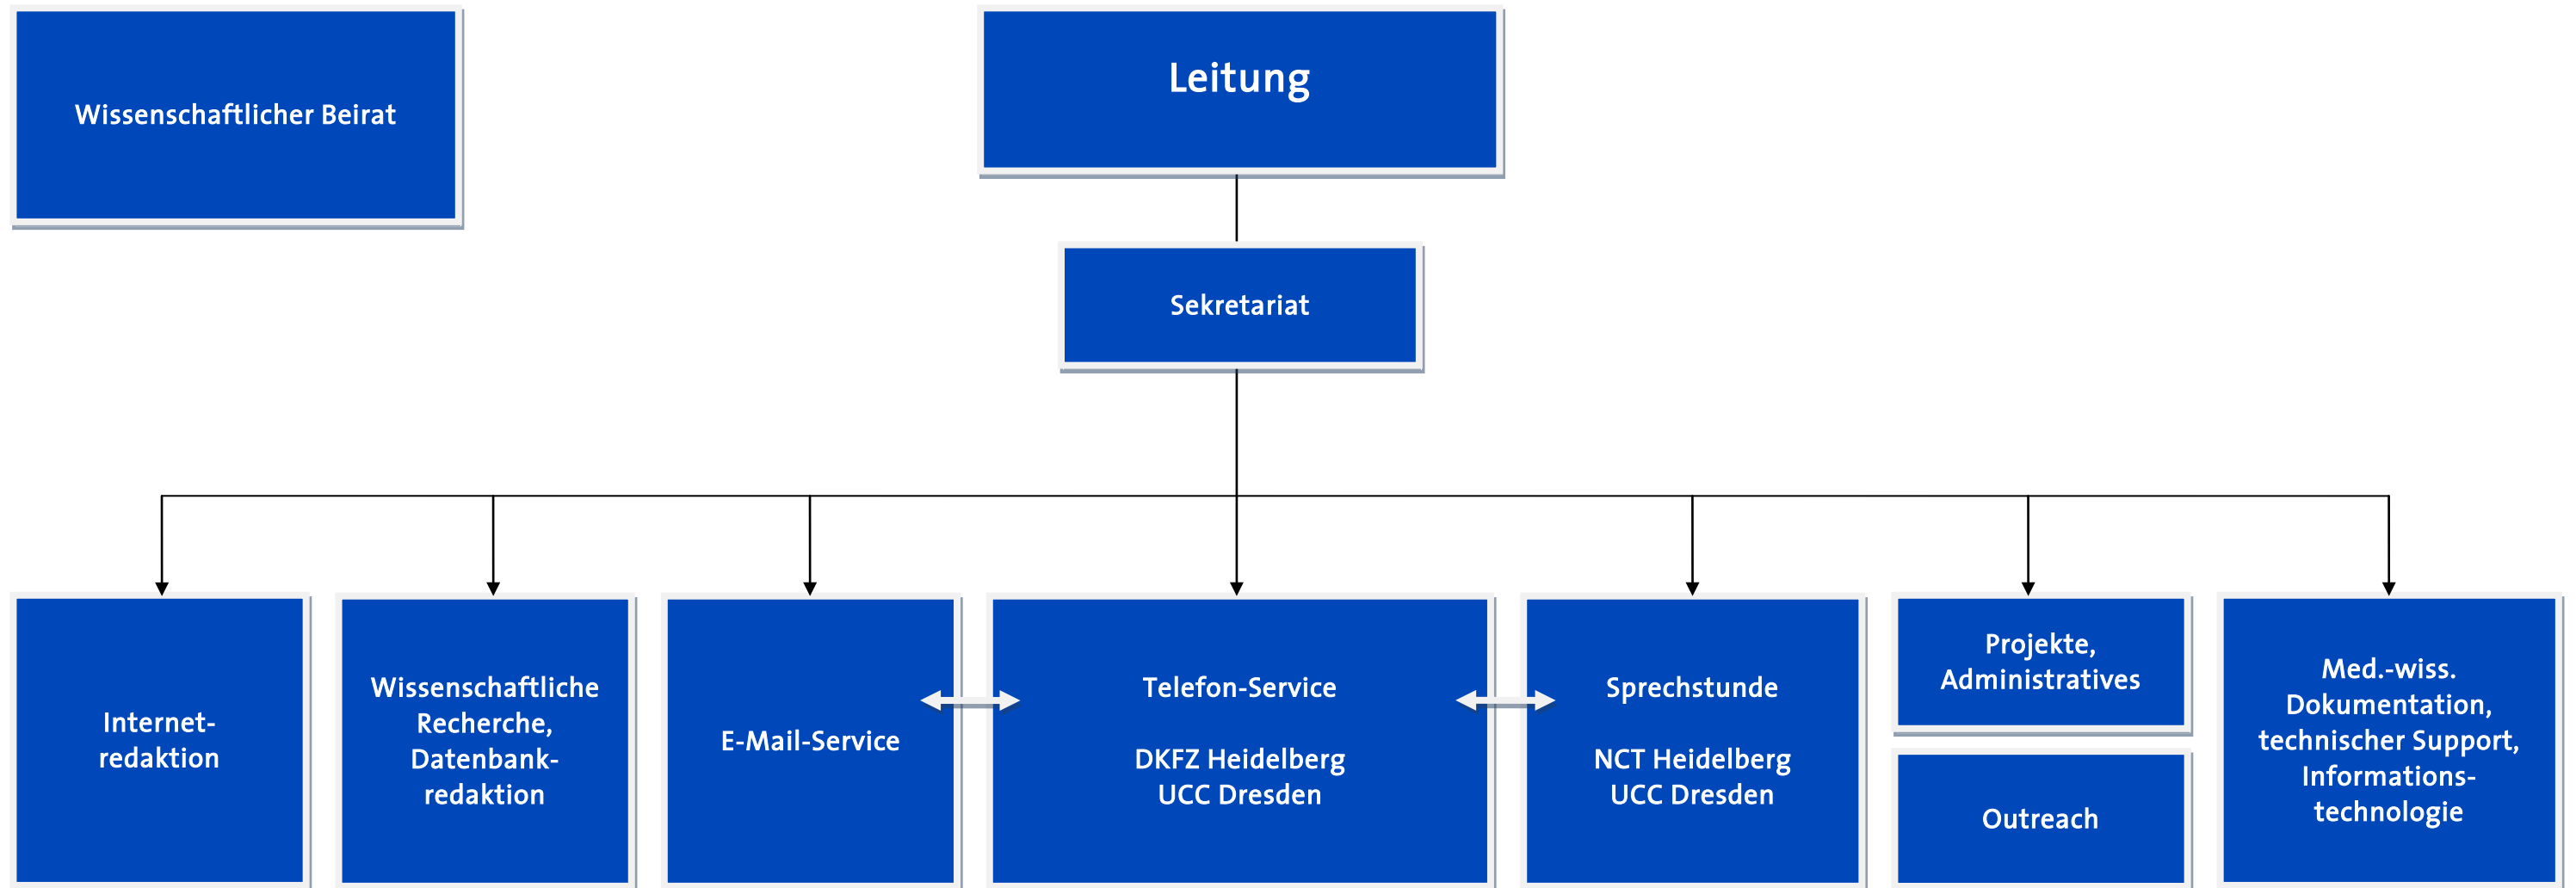 Wissenschaftlicher Beirat
Leitung
Sekretariat
Internet-
redaktion
Wissenschaftliche
Recherche,
Datenbank-
redaktion
E-Mail-Service
Telefon-Service
DKFZ Heidelberg
UCC Dresden
Sprechstunde
NCT Heidelberg
UCC Dresden
Projekte,
Administratives
Outreach
Med.-wiss.
Dokumentation,
technischer Support,
Informations-
technologie